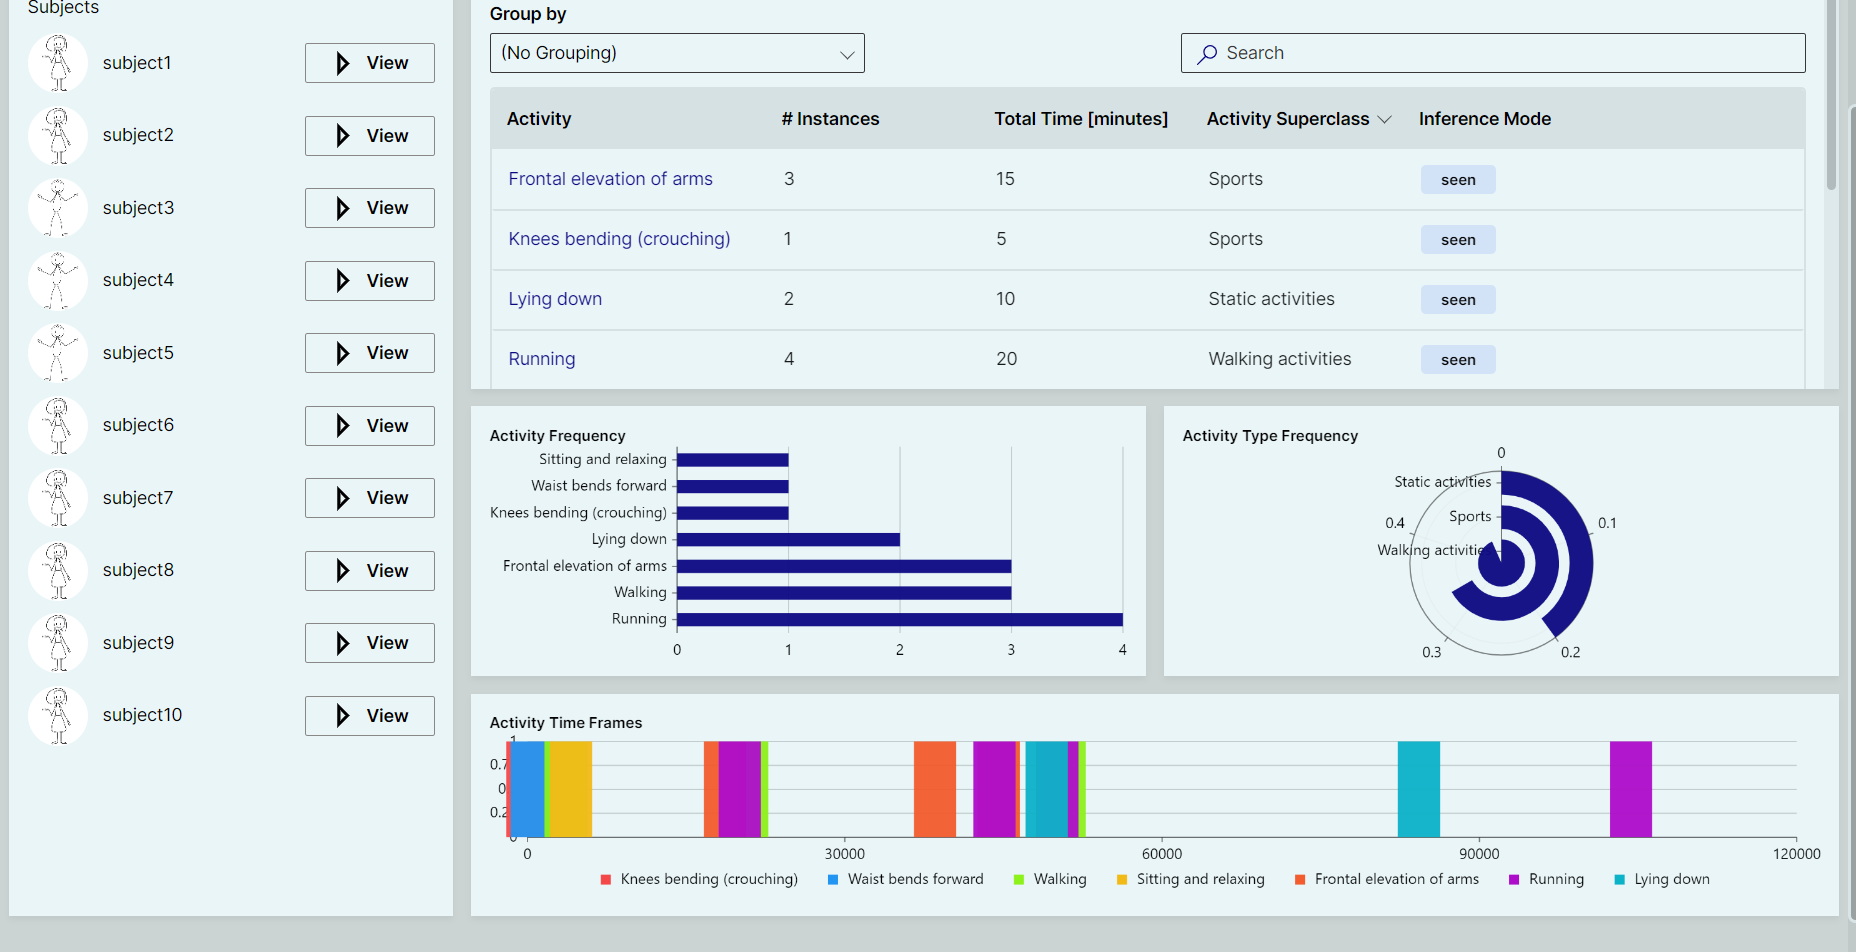 Subjects
subject1
View
subject2
View
subject3
View
subject4
View
subject5
View
subject6
View
subject7
View
subject8
View
subject9
View
subject10
View
Group by
(No Grouping)
Search
Activity # Instances Total Time [minutes] Activity Superclass Inference Mode
Frontal elevation of arms 3 15 Sports seen
Knees bending (crouching) 1 5 Sports seen
Lying down 2 10 Static activities seen
Running 4 20 Walking activities seen
Activity Frequency
Sitting and relaxing
Waist bends forward
Knees bending (crouching)
Lying down
Frontal elevation of arms
Walking
Running
0 1 2 3 4
Activity Type Frequency
0
Static activities
Sports
0.4 0.1
Walking activitie
0.3 0.2
Activity Time Frames
1
0.7
0
0.2
0
0 30000 60000 90000 120000
Knees bending (crouching) Waist bends forward Walking Sitting and relaxing Frontal elevation of arms Running Lying down